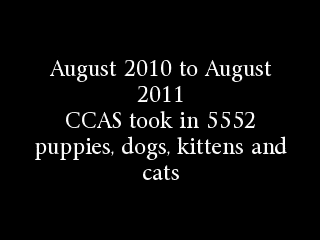 August 2010 to August
2011
CCAS took in 5552
puppies, dogs, kittens and
cats